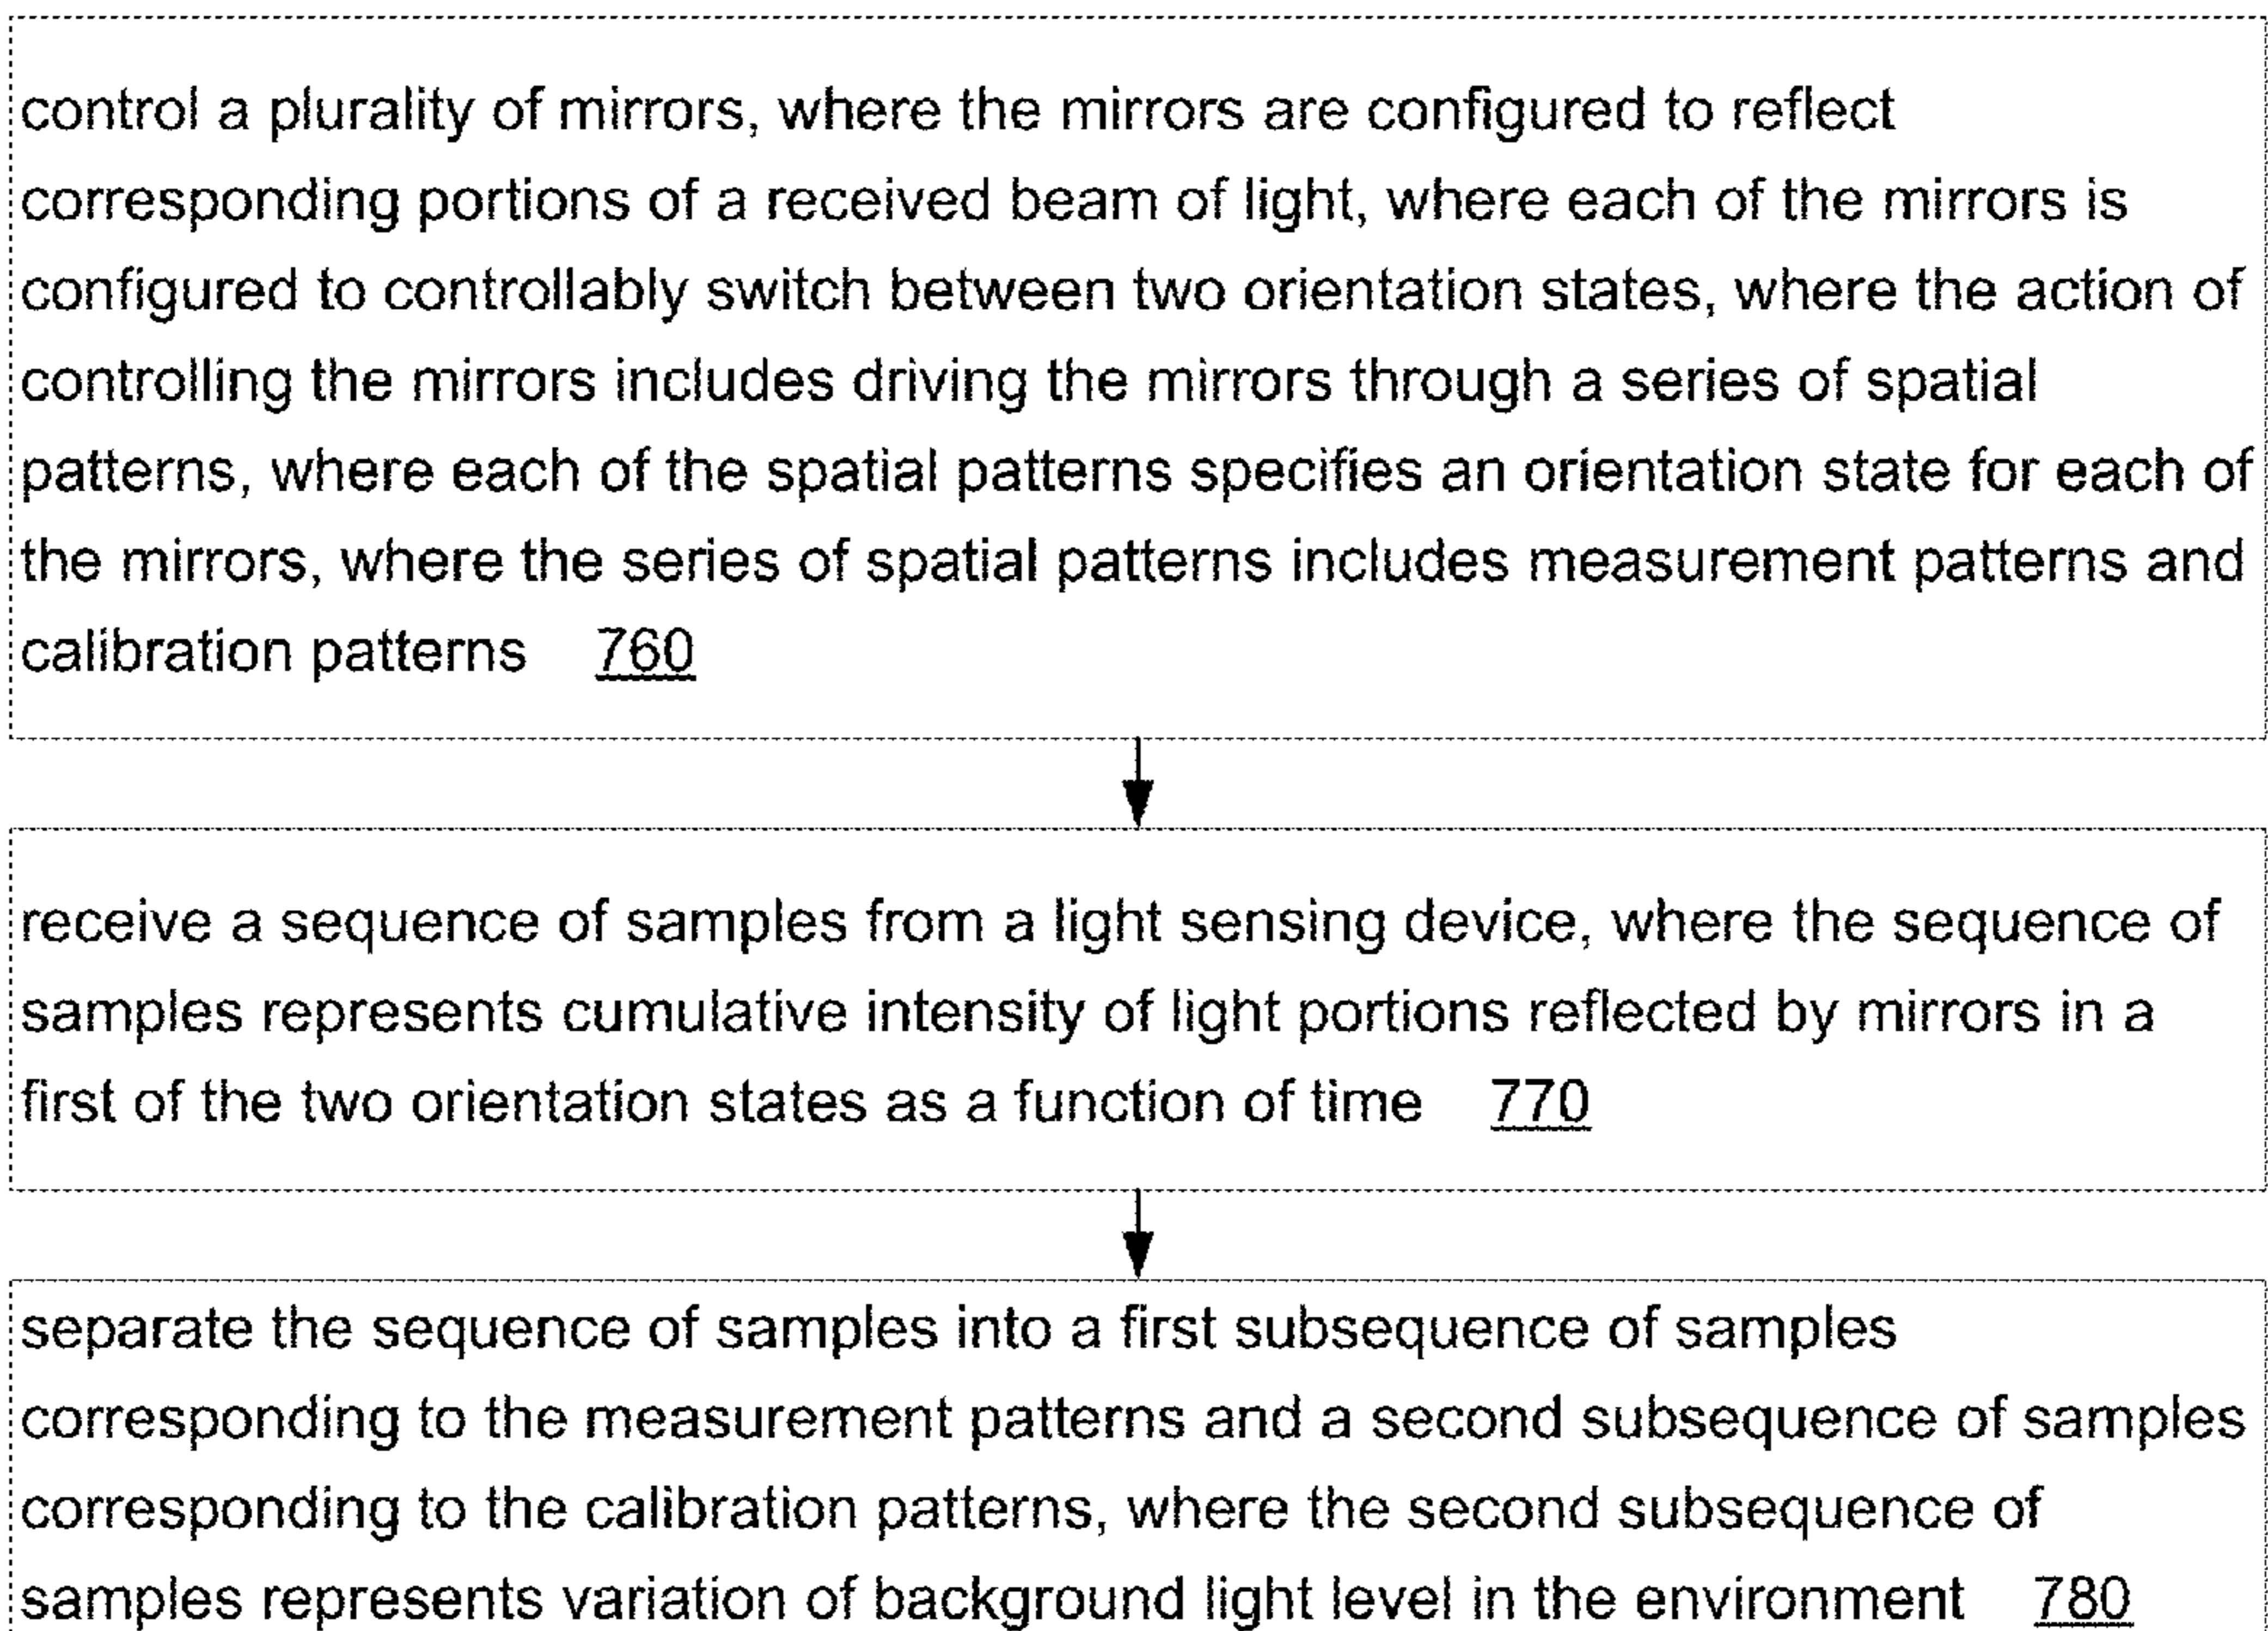 control a plurality of mirrors, where the mirrors are configured to reflect
corresponding portions of a received beam of light, where each of the mirrors is
configured to controllably switch between two orientation states, where the action of
controlling the mirrors includes driving the mirrors through a series of spatial
patterns, where each of the spatial patterns specifies an orientation state for each of
the mirrors, where the series of spatial patterns includes measurement patterns and
calibration patterns 760
receive a sequence of samples from a light sensing device, where the sequence of
samples represents cumulative intensity of light portions reflected by mirrors in a
first of the two orientation states as a function of time 770
separate the sequence of samples into a first subsequence of samples
corresponding to the measurement patterns and a second subsequence of samples
corresponding to the calibration patterns, where the second subsequence of
samples represents variation of background light level in the environment 780